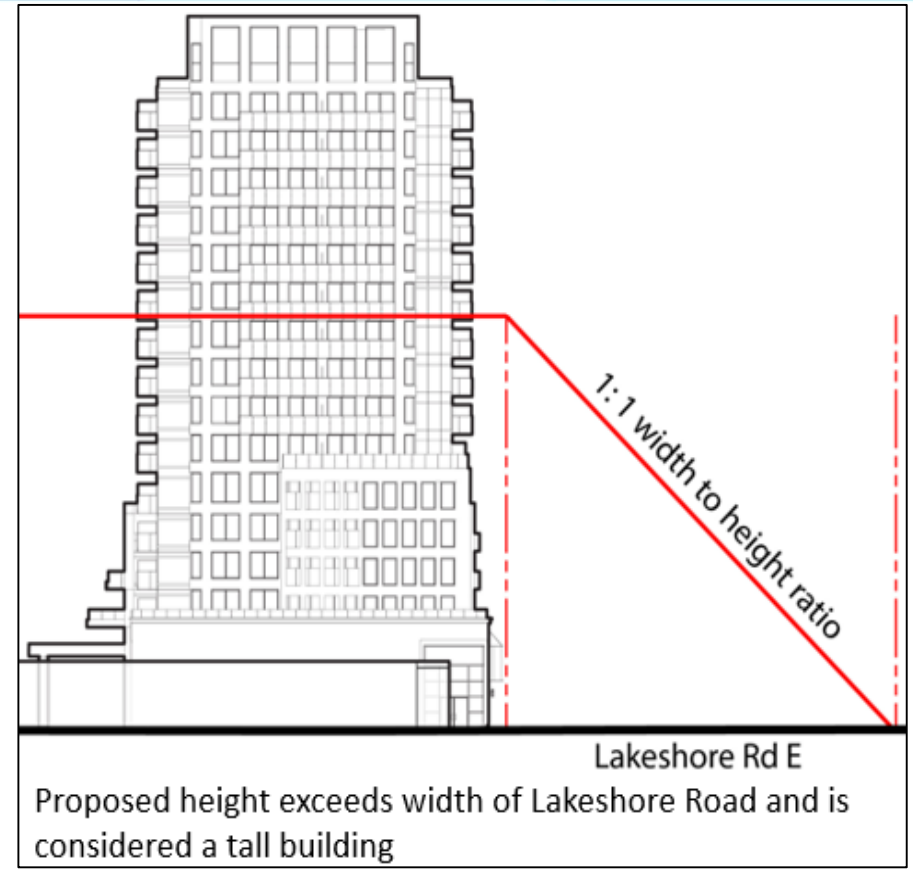 1: 1 width to height ratio
Lakeshore Rd E
Proposed height exceeds width of Lakeshore Road and is
considered a tall building